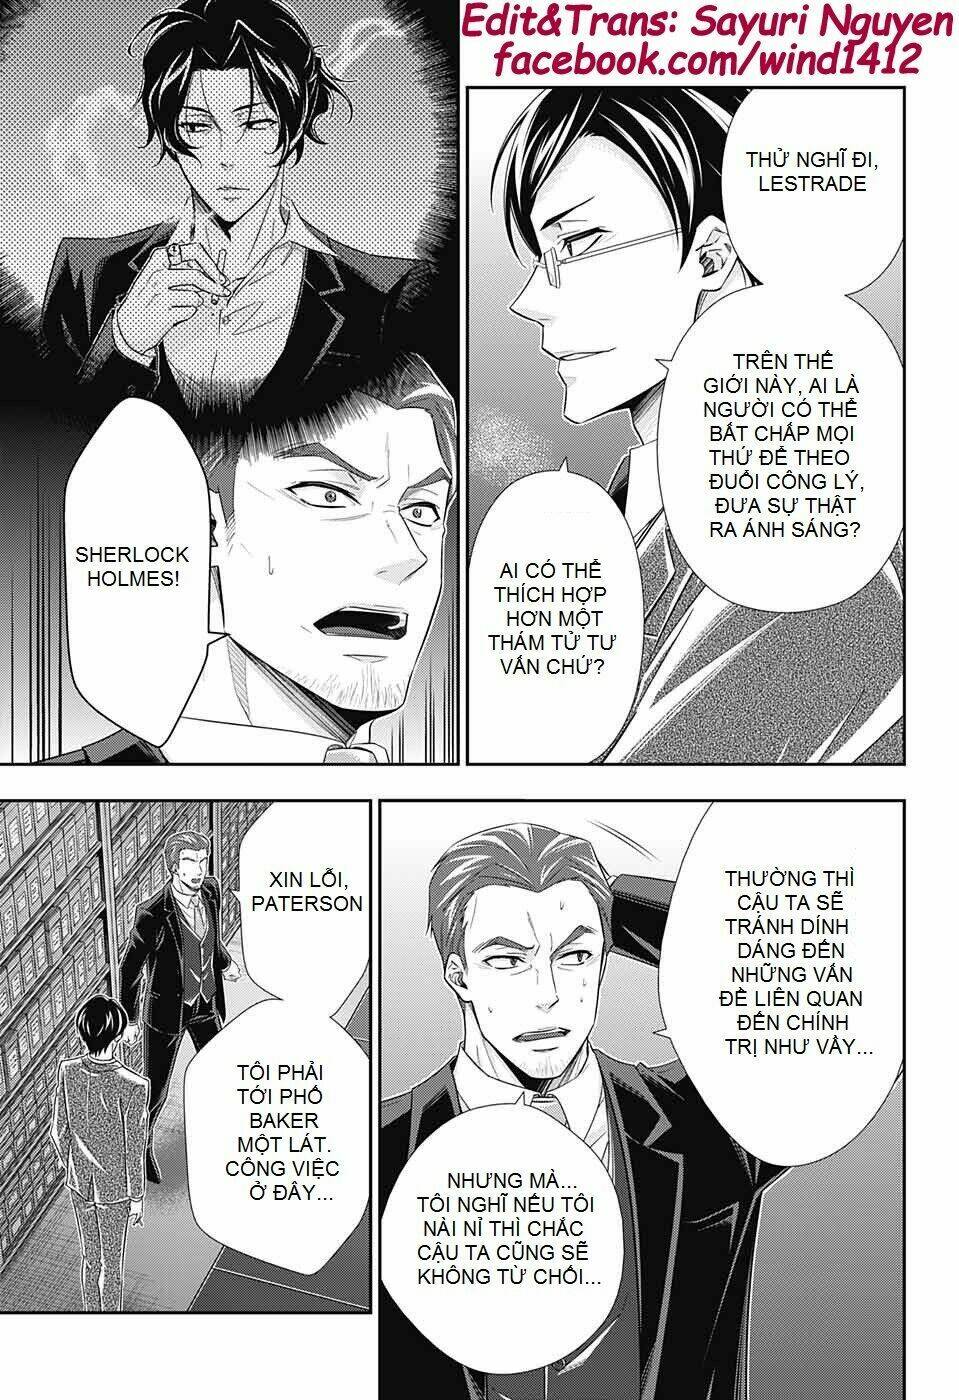 Edit&Trans: Sayuri Nguyen
facebook.com/wind1412
THỬ NGHĨ ĐI,
LESTRADE
TRÊN THẾ
GIỚI NÀY, AI LÀ
NGƯỜI CÓ THỂ
BẤT CHẤP MỌI
THỨ ĐỂ THEO
ĐUỔI CÔNG LÝ,
ĐƯA SỰ THẬT
RA ÁNH SÁNG?
AI CÓ THỂ
THÍCH HỢP
HƠN MỘT
THÁM TỬ TƯ
VẤN CHỨ?
SHERLOCK
HOLMES!
THƯỜNG THÌ
CẬU TA SẼ
TRÁNH DÍNH
DÁNG ĐẾN
NHỮNG VẤN
ĐỀ LIÊN QUAN
ĐẾN CHÍNH
TRỊ NHƯ VẦY...
NHƯNG MÀ...
TÔI NGHĨ NẾU TÔI
NÀI NỈ THÌ CHẮC
CẬU TA CŨNG SẼ
KHÔNG TỪ CHỐI...
XIN LỖI,
PATERSON
TÔI PHẢI
TỚI PHỐ
BAKER
MỘT LÁT.
CÔNG VIỆC
Ở ĐÂY...